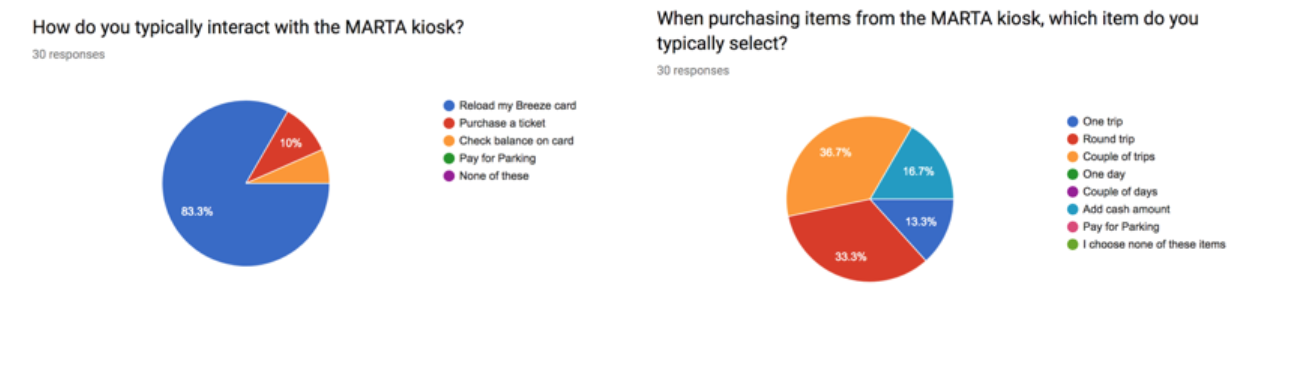 How do you typically interact with the MARTA kiosk?
30 responses
10%
83.3%
Reload my Breeze card
Purchase a ticket
Check balance on card
Pay for Parking
None of these
When purchasing items from the MARTA kiosk, which item do you
typically select?
30 responses
36.7%
16.7%
13.3%
33.3%
One trip
Round trip
Couple of trips
One day
Couple of days
Add cash amount
Pay for Parking
I choose none of these items